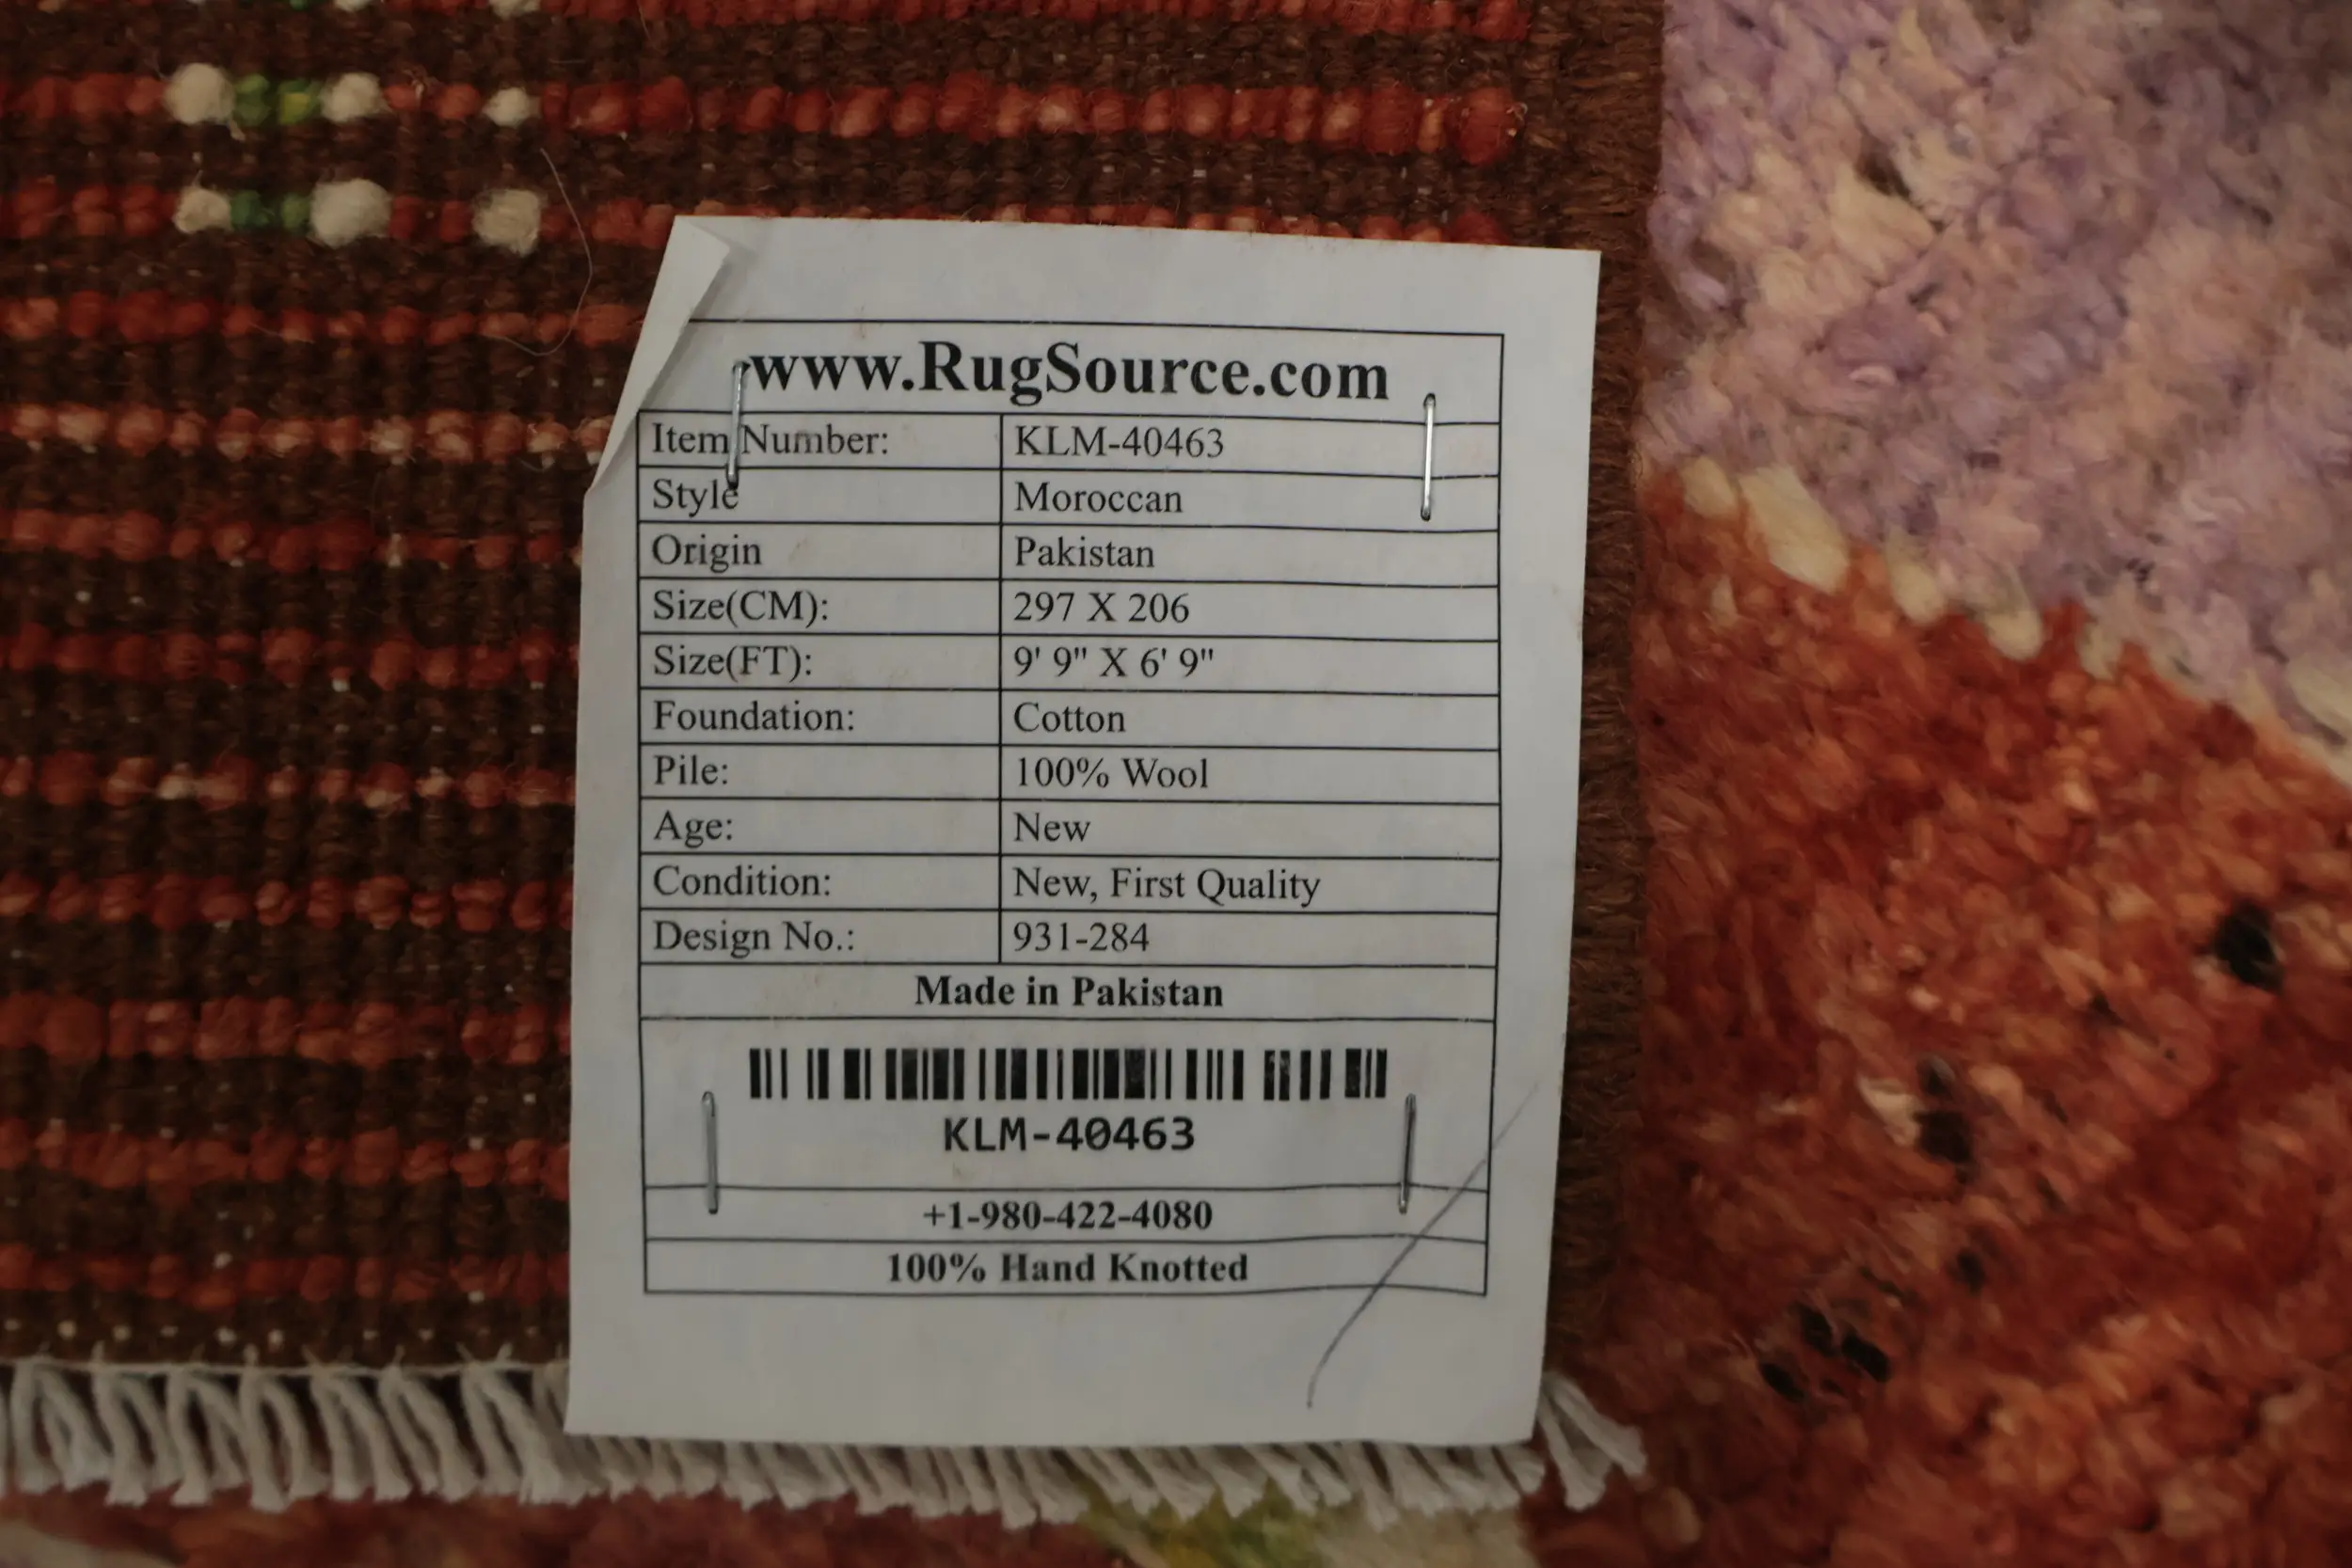 www.RugSource.com
Item Number: KLM-40463
Style Moroccan
Origin Pakistan
Size(CM): 297 X 206
Size(FT): 9' 9" X 6' 9"
Foundation: Cotton
Pile: 100% Wool
Age: New
Condition: New, First Quality
Design No.: 931-284
Made in Pakistan
KLM-40463
+1-980-422-4080
100% Hand Knotted